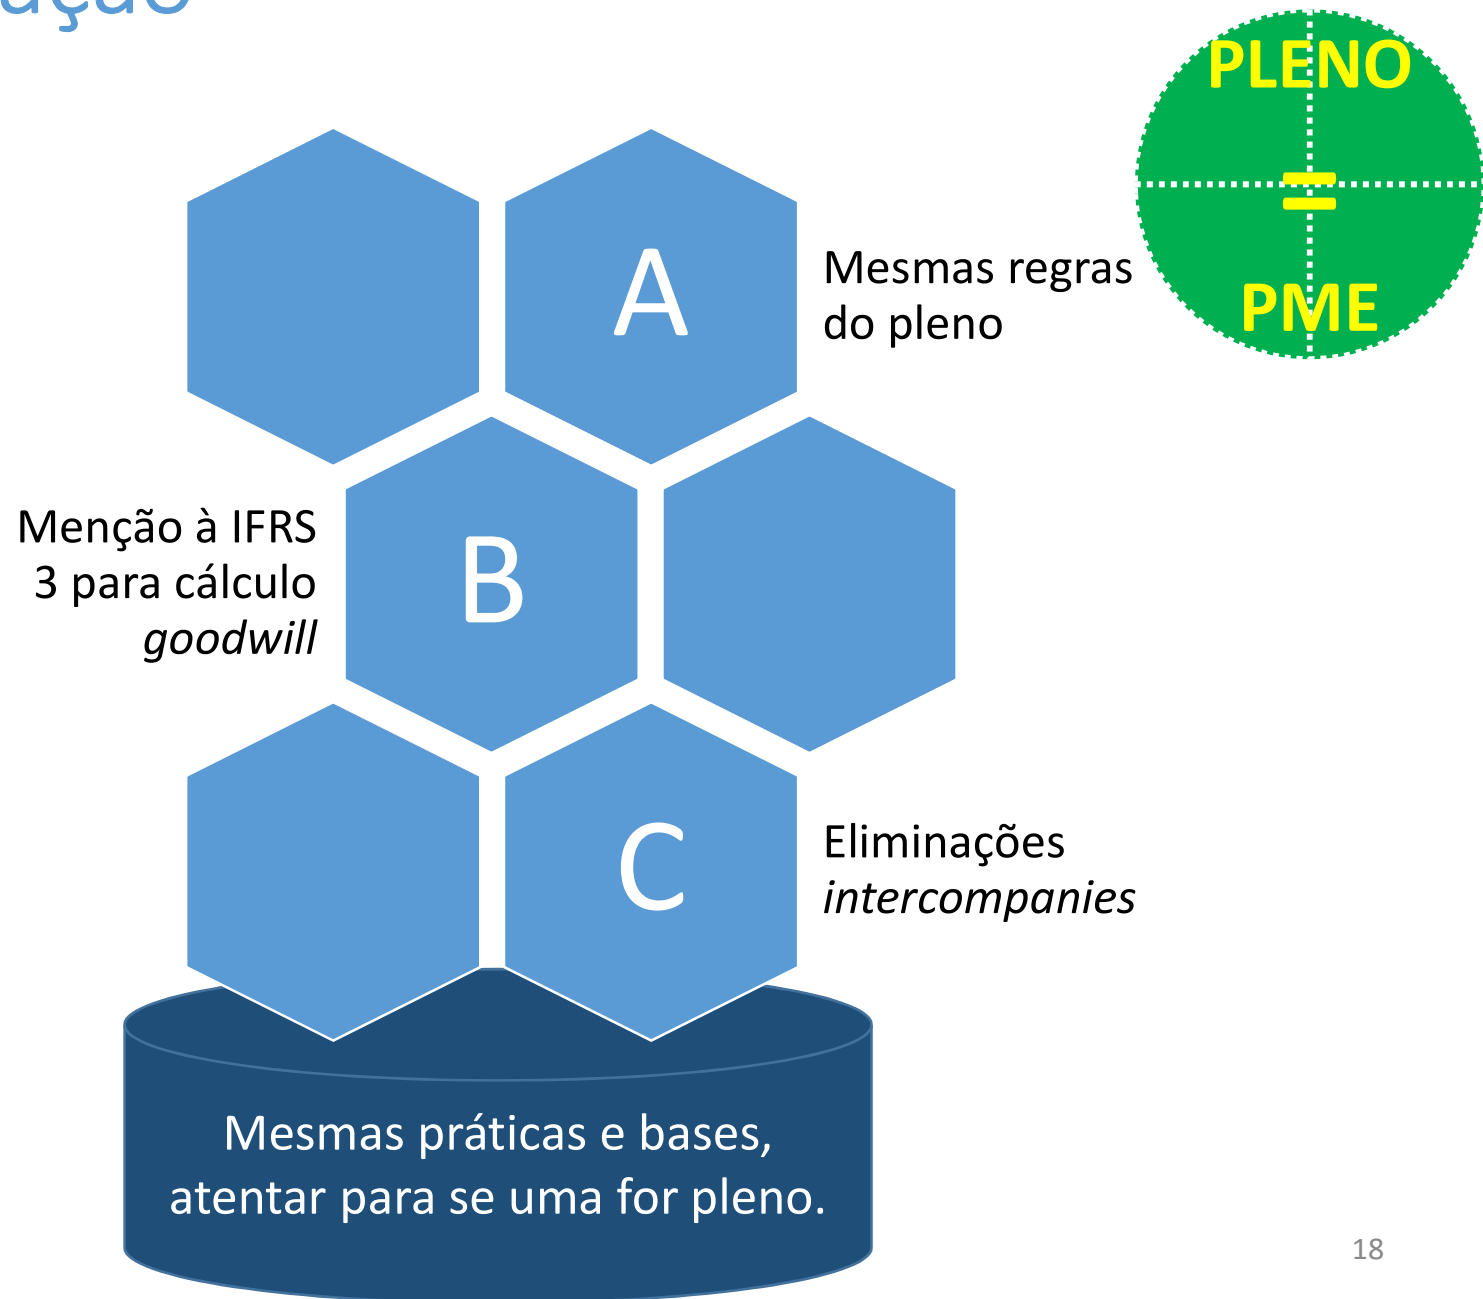 PLENO
=
PME
A
Mesmas regras
do pleno
Menção à IFRS
3 para cálculo
goodwill
B
C
Eliminações
intercompanies
Mesmas práticas e bases,
atentar para se uma for pleno.
18